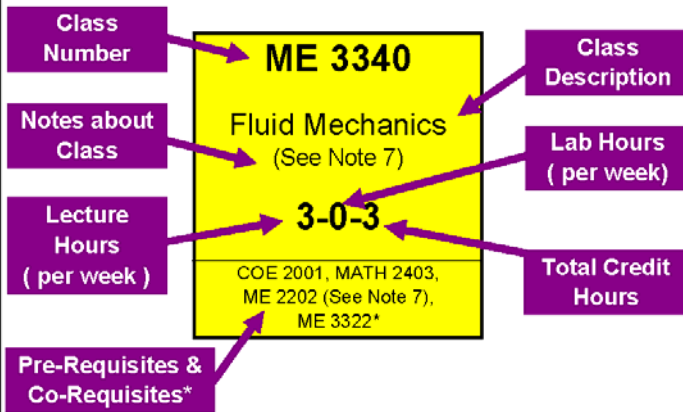 Class
Number
ME 3340
Class
Description
Notes about
Class
Fluid Mechanics
(See Note 7)
Lab Hours
( per week)
Lecture
Hours
( per week )
3-0-3
Total Credit
Hours
COE 2001, MATH 2403,
ME 2202 (See Note 7),
ME 3322*
Pre-Requisites &
Co-Requisites*